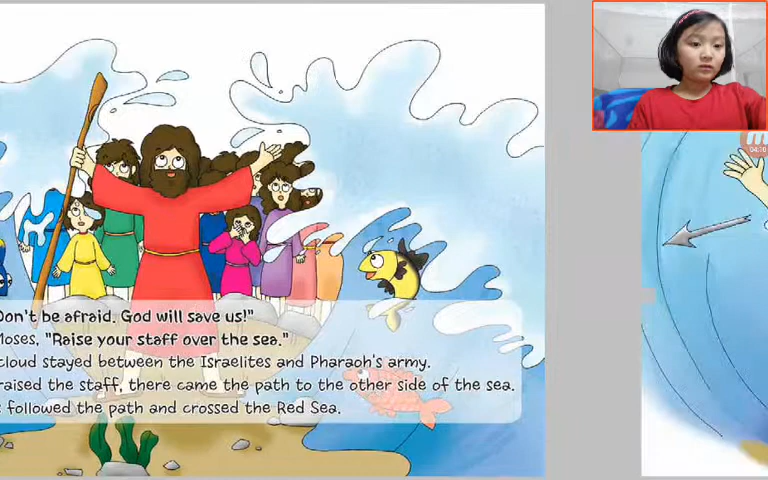 Don't be afraid, God will save us!"
Moses, "Raise your staff over the sea."
cloud stayed between the Israelites and Pharaoh's army.
raised the staff, there came the path to the other side of the sea.
followed the path and crossed the Red Sea.
04:10